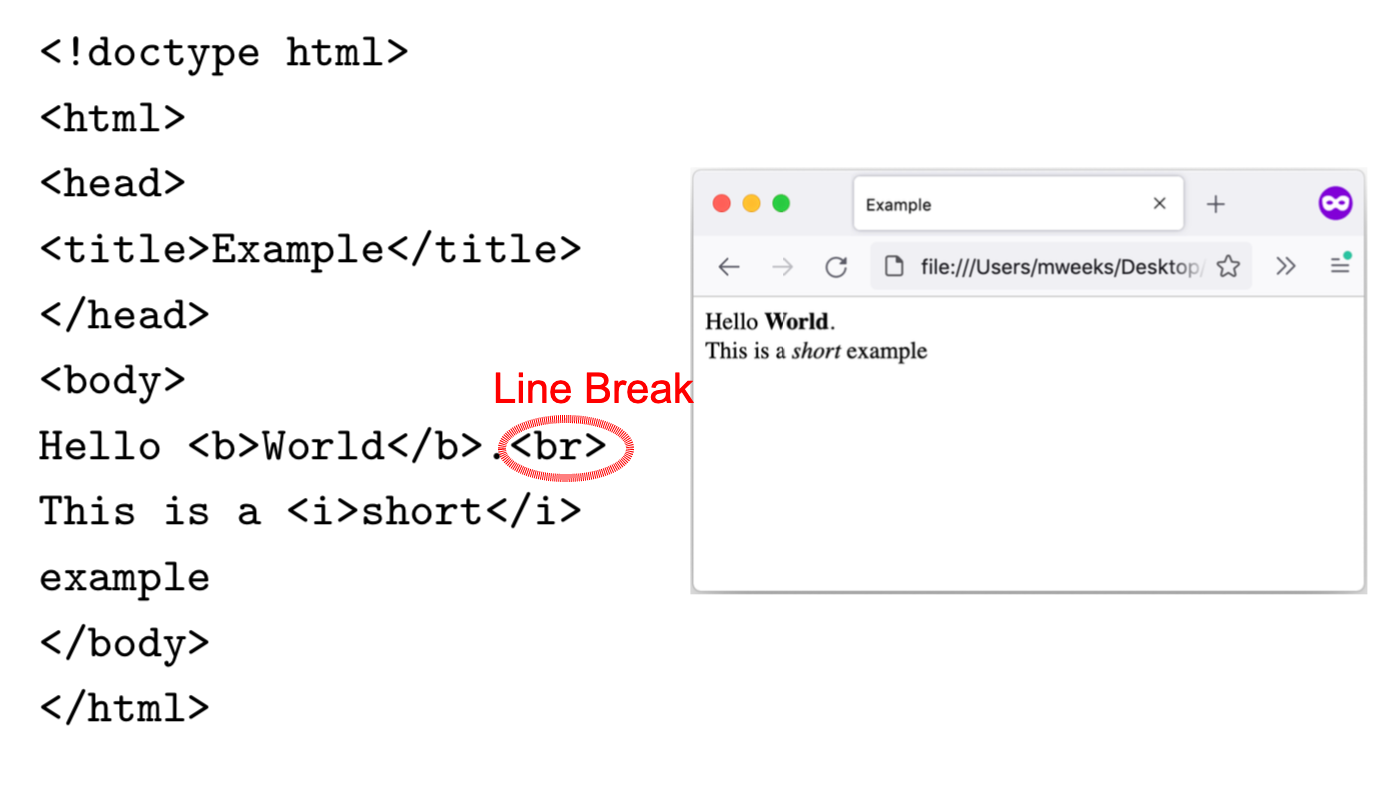 <!doctype html>
<html>
<head>
<title>Example</title>
</head>
<body>
Line Break
Hello <b>World</b>.<br>
This is a <i>short</i>
example
</body>
</html>
Example
file:///Users/mweeks/Desktop/
Hello World.
This is a short example